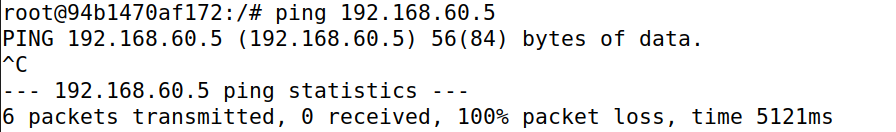 root@94b1470af172:/# ping 192.168.60.5
PING 192.168.60.5 (192.168.60.5) 56(84) bytes of data.
^C
--- 192.168.60.5 ping statistics ---
6 packets transmitted, 0 received, 100% packet loss, time 5121ms